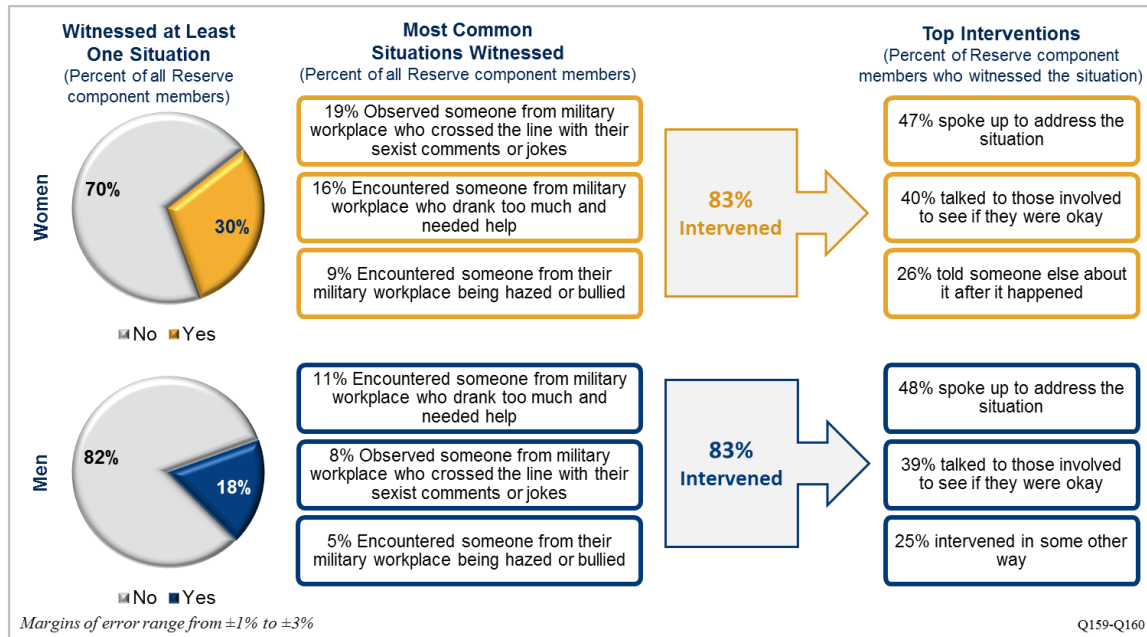 Witnessed at Least
One Situation
(Percent of all Reserve
component members)
Most Common
Situations Witnessed
(Percent of all Reserve component members)
Top Interventions
(Percent of Reserve component
members who witnessed the situation)
Women
70%
30%
No Yes
19% Observed someone from military
workplace who crossed the line with their
sexist comments or jokes
16% Encountered someone from military
workplace who drank too much and
needed help
9% Encountered someone from their
military workplace being hazed or bullied
83%
Intervened
47% spoke up to address the
situation
40% talked to those involved
to see if they were okay
26% told someone else about
it after it happened
Men
82%
18%
No Yes
11% Encountered someone from military
workplace who drank too much and
needed help
8% Observed someone from military
workplace who crossed the line with their
sexist comments or jokes
5% Encountered someone from their
military workplace being hazed or bullied
83%
Intervened
48% spoke up to address the
situation
39% talked to those involved
to see if they were okay
25% intervened in some other
way
Margins of error range from ±1% to ±3%
Q159-Q160